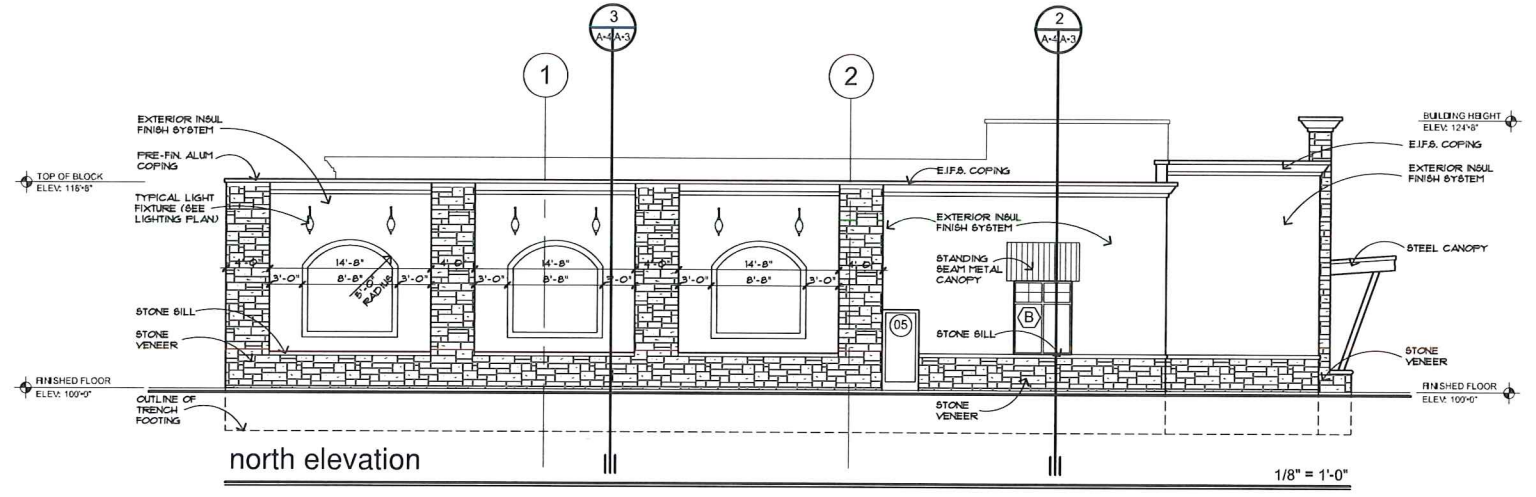 3
A-4 A-3
2
A-4 A-3
1
2
EXTERIOR INSUL
FINISH SYSTEM
PRE-FIN. ALUM
COPING
TOP OF BLOCK
ELEV: 118'-8"
TYPICAL LIGHT
FIXTURE (SEE
LIGHTING PLAN)
BUILDING HEIGHT
ELEV: 124'-8"
E.I.F.S. COPING
EXTERIOR INSUL
FINISH SYSTEM
E.I.F.S. COPING
EXTERIOR INSUL
FINISH SYSTEM
STANDING
SEAM METAL
CANOPY
STEEL CANOPY
4'-0" 14'-8" 4'-0" 14'-8" 4'-0" 14'-8" 4'-0"
3'-0" 8'-8" 3'-0" 3'-0" 8'-8" 3'-0" 3'-0" 8'-8" 3'-0"
5'-0"
RADIUS
STONE SILL
STONE
VENEER
05
B
STONE SILL
STONE
VENEER
STONE
VENEER
FINISHED FLOOR
ELEV: 100'-0"
FINISHED FLOOR
ELEV: 100'-0"
OUTLINE OF
TRENCH
FOOTING
north elevation
1/8" = 1'-0"